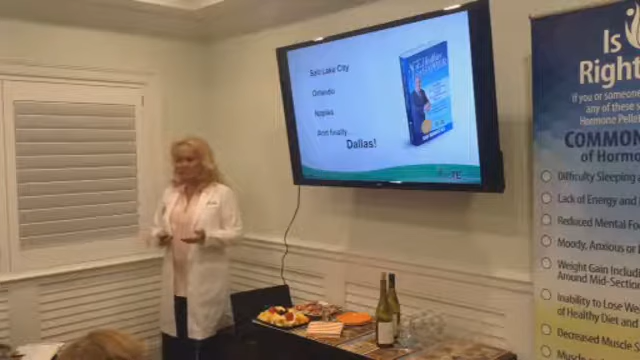 Salt Lake City
Orlando
Naples
And finally...
Dallas!
Is
Right
If you or someone
any of these s
Hormone Pellet
COMMON
of Hormo
Difficulty Sleeping a
Lack of Energy and
Reduced Mental Fo
Moody, Anxious or
Weight Gain Includi
Around Mid-Section
Inability to Lose We
of Healthy Diet and
Decreased Muscle S
Muscle a